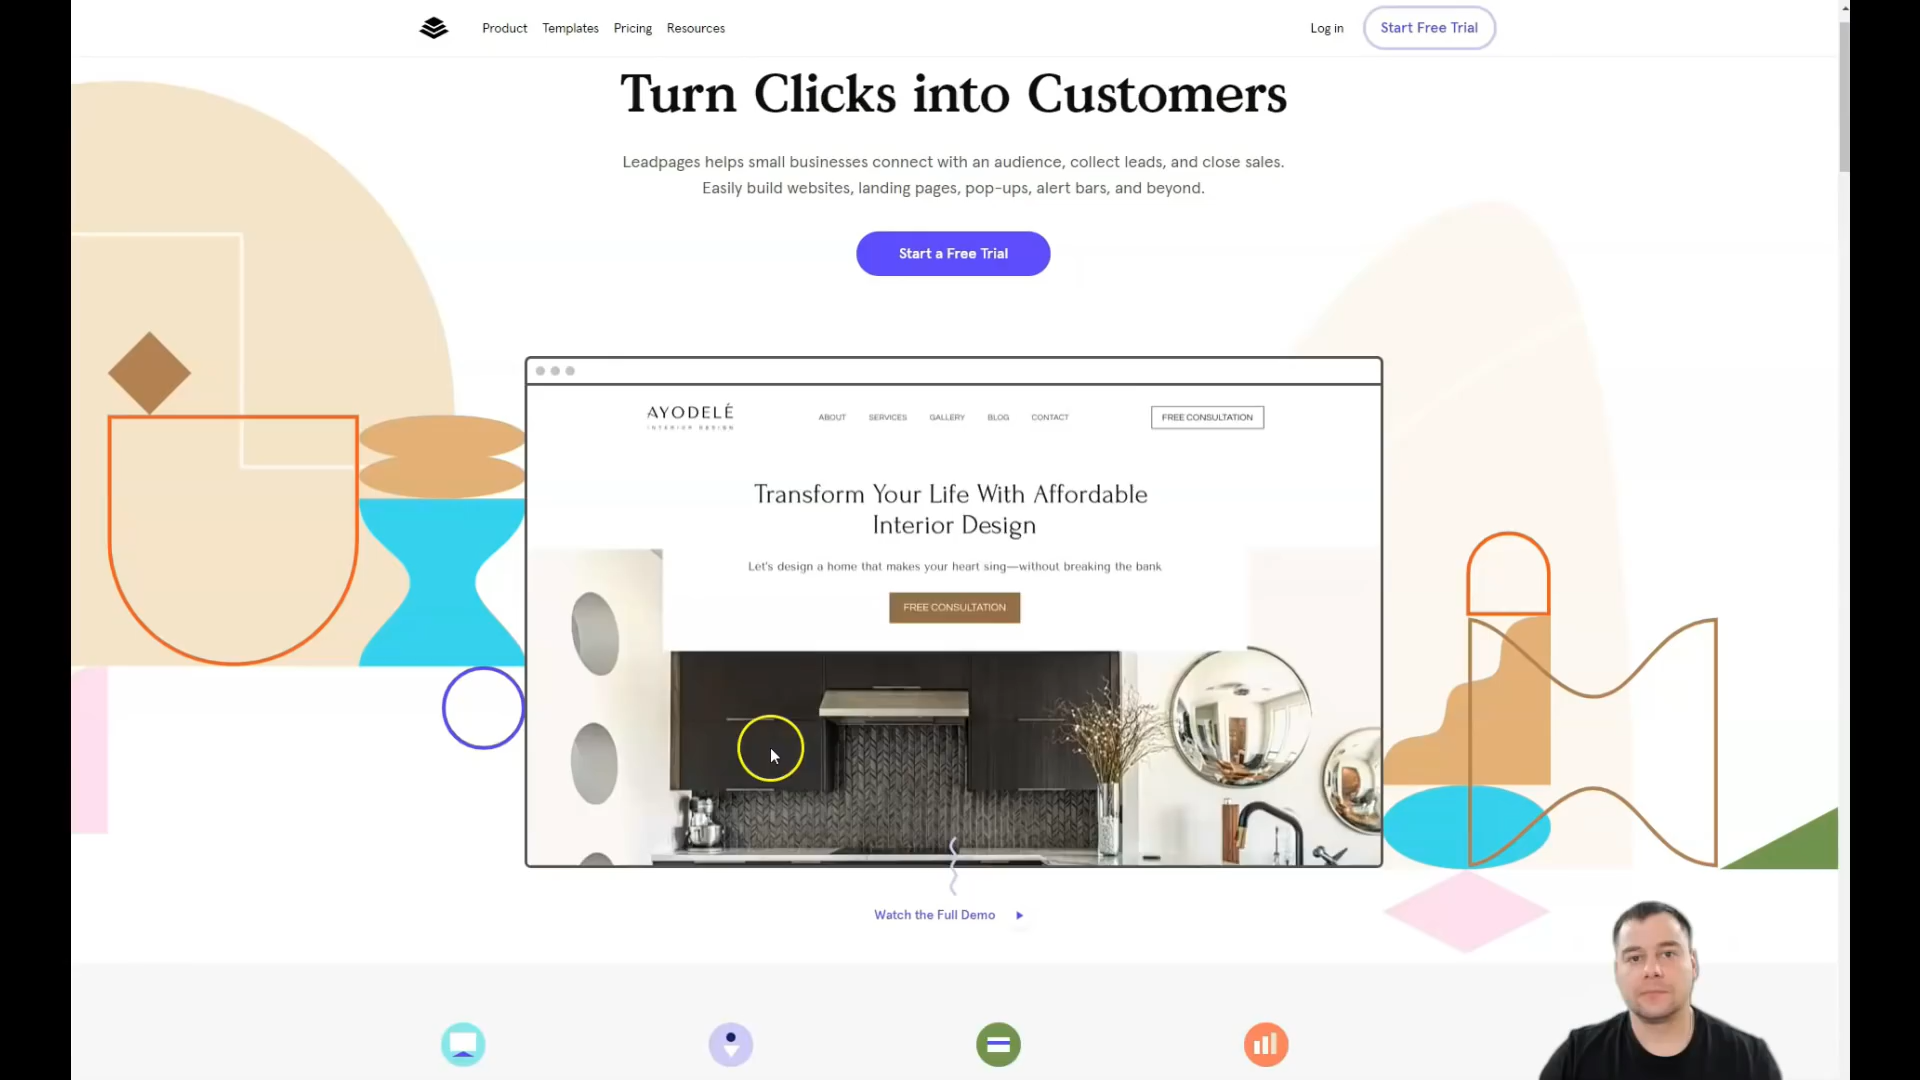 Product Templates Pricing Resources Log in Start Free Trial
Turn Clicks into Customers
Leadpages helps small businesses connect with an audience, collect leads, and close sales.
Easily build websites, landing pages, pop-ups, alert bars, and beyond.
Start a Free Trial
AYODELÉ
INTERIOR DESIGN
ABOUT SERVICES GALLERY BLOG CONTACT FREE CONSULTATION
Transform Your Life With Affordable
Interior Design
Let's design a home that makes your heart sing—without breaking the bank
FREE CONSULTATION
Watch the Full Demo